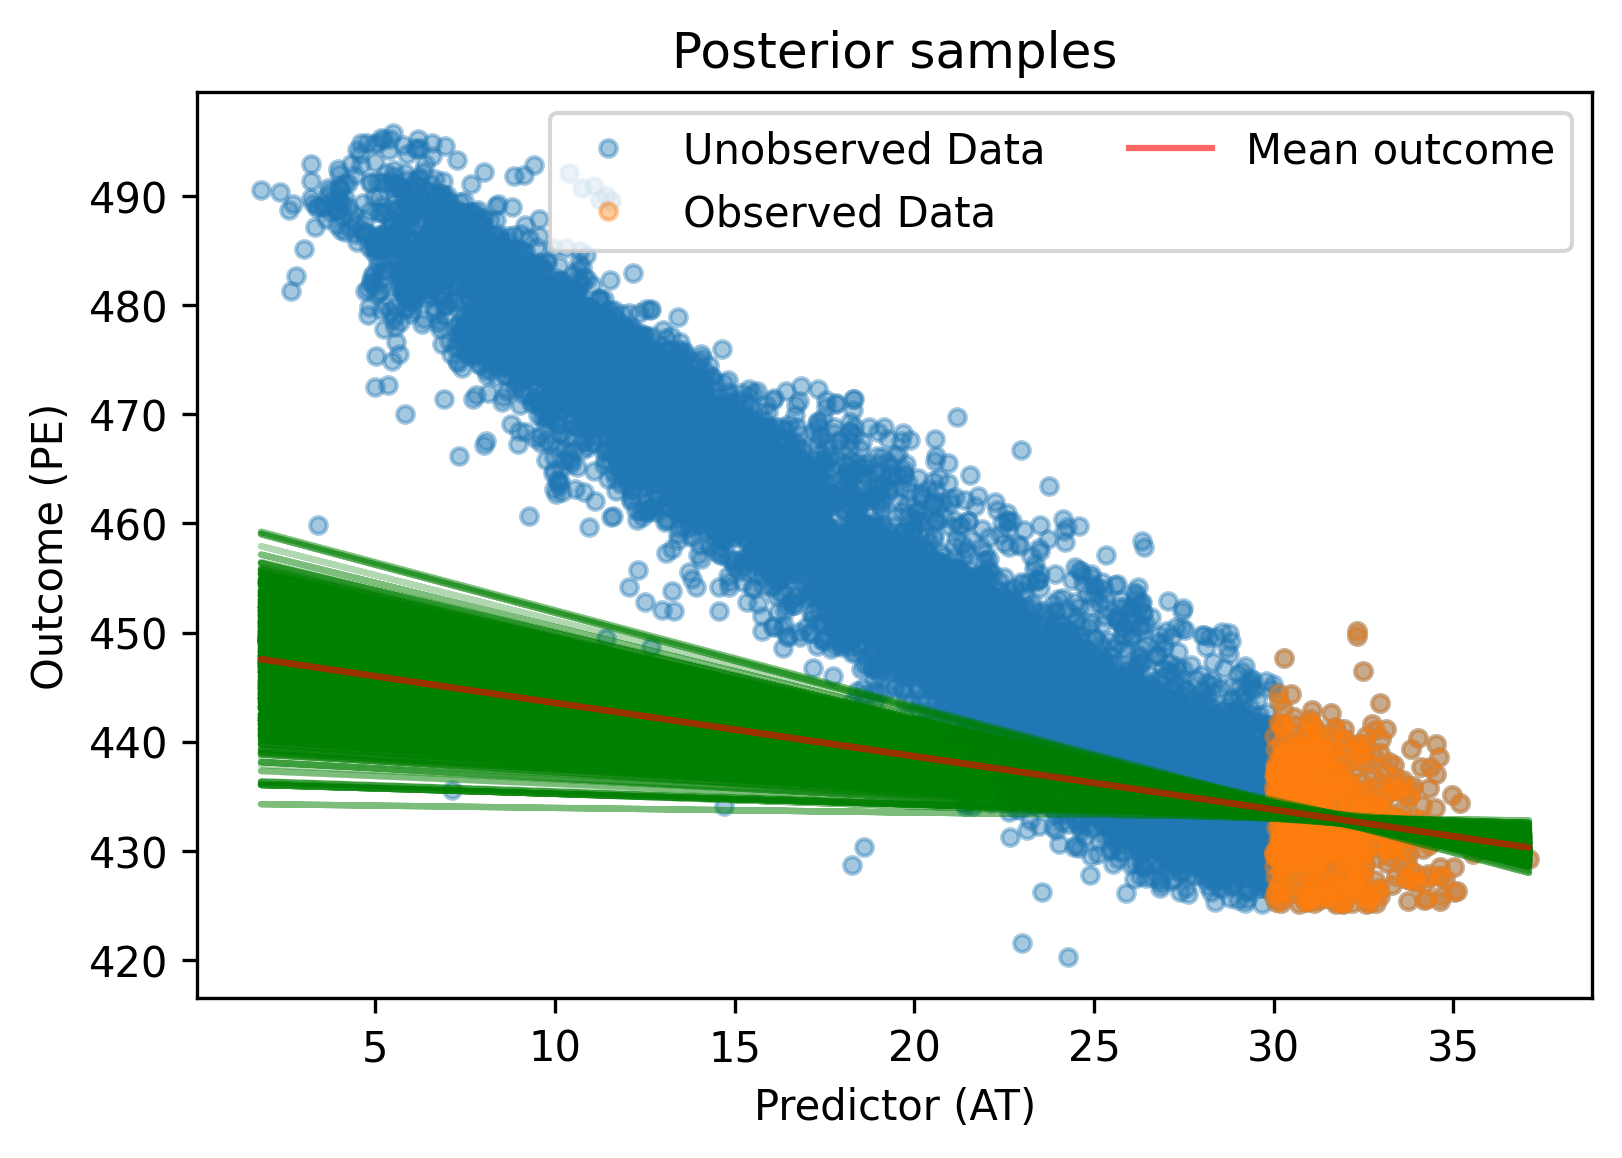 Posterior samples
Unobserved Data
Observed Data
Mean outcome
Outcome (PE)
490
480
470
460
450
440
430
420
5 10 15 20 25 30 35
Predictor (AT)